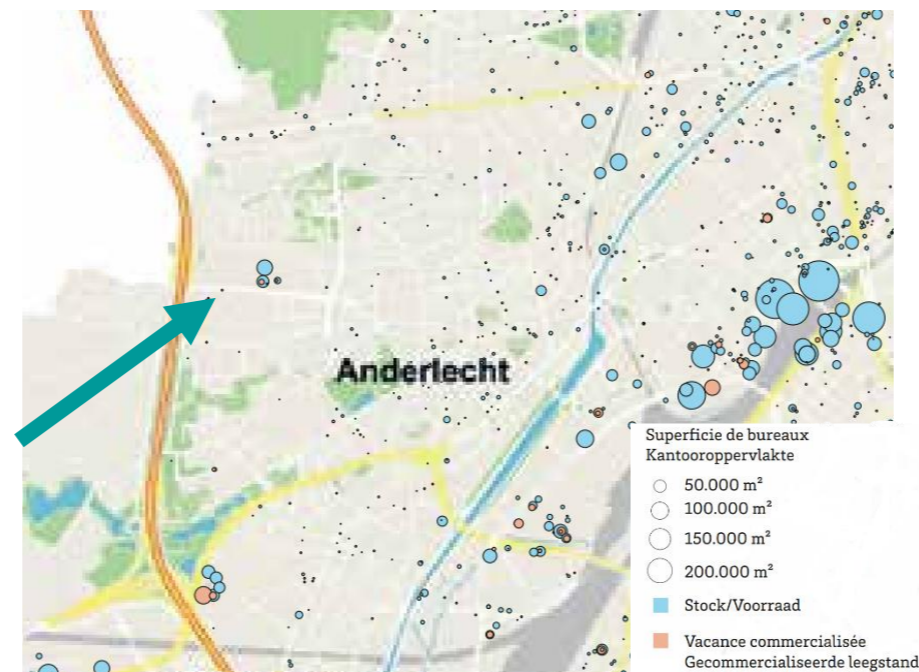 Anderlecht
Superficie de bureaux
Kantooroppervlakte
50.000 m²
100.000 m²
150.000 m²
200.000 m²
Stock/Voorraad
Vacance commercialisée
Gecommercialiseerde leegstand